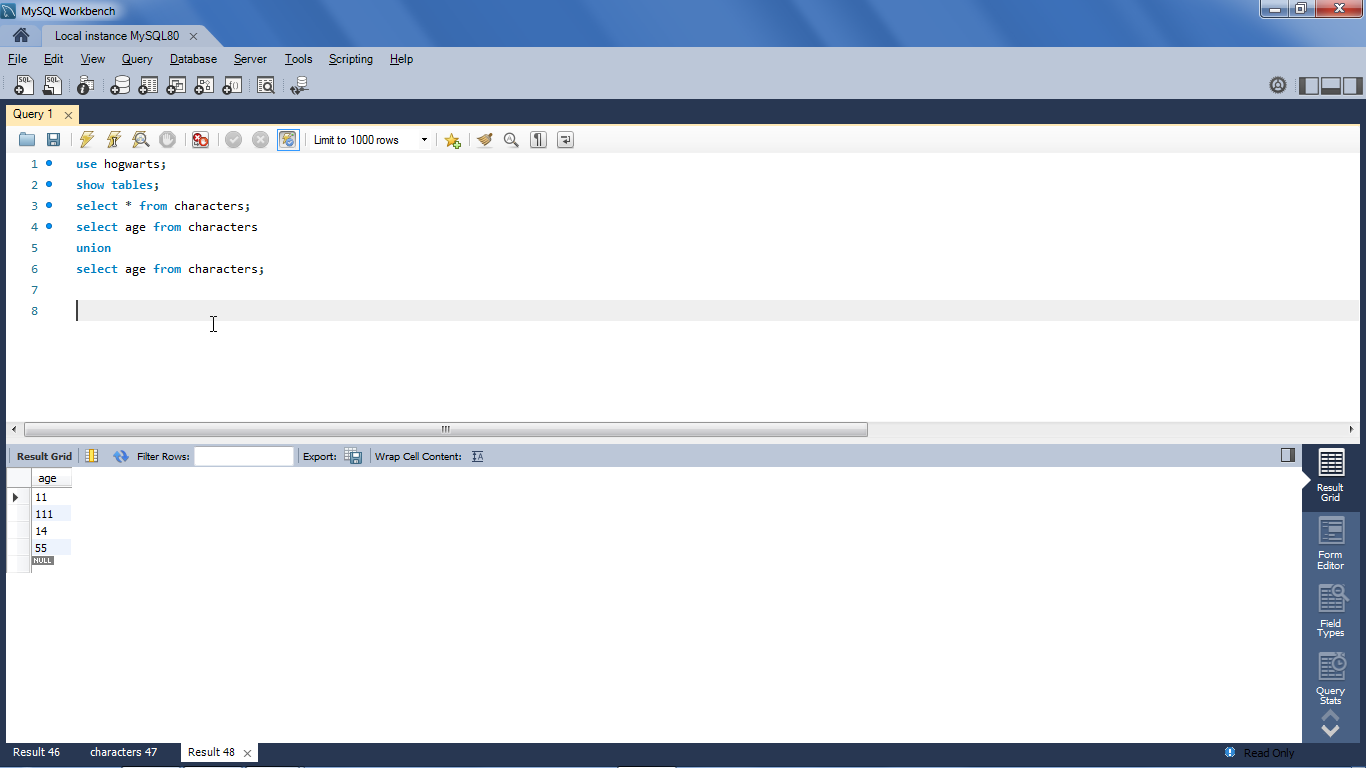 MySQL Workbench
Local instance MySQL80
File Edit View Query Database Server Tools Scripting Help
Query 1
Limit to 1000 rows
1 use hogwarts;
2 show tables;
3 select * from characters;
4 select age from characters
5 union
6 select age from characters;
7
8
Result Grid Filter Rows: Export: Wrap Cell Content:
age
11
111
14
55
NULL
Result
Grid
Form
Editor
Field
Types
Query
Stats
Result 46 characters 47 Result 48 Read Only